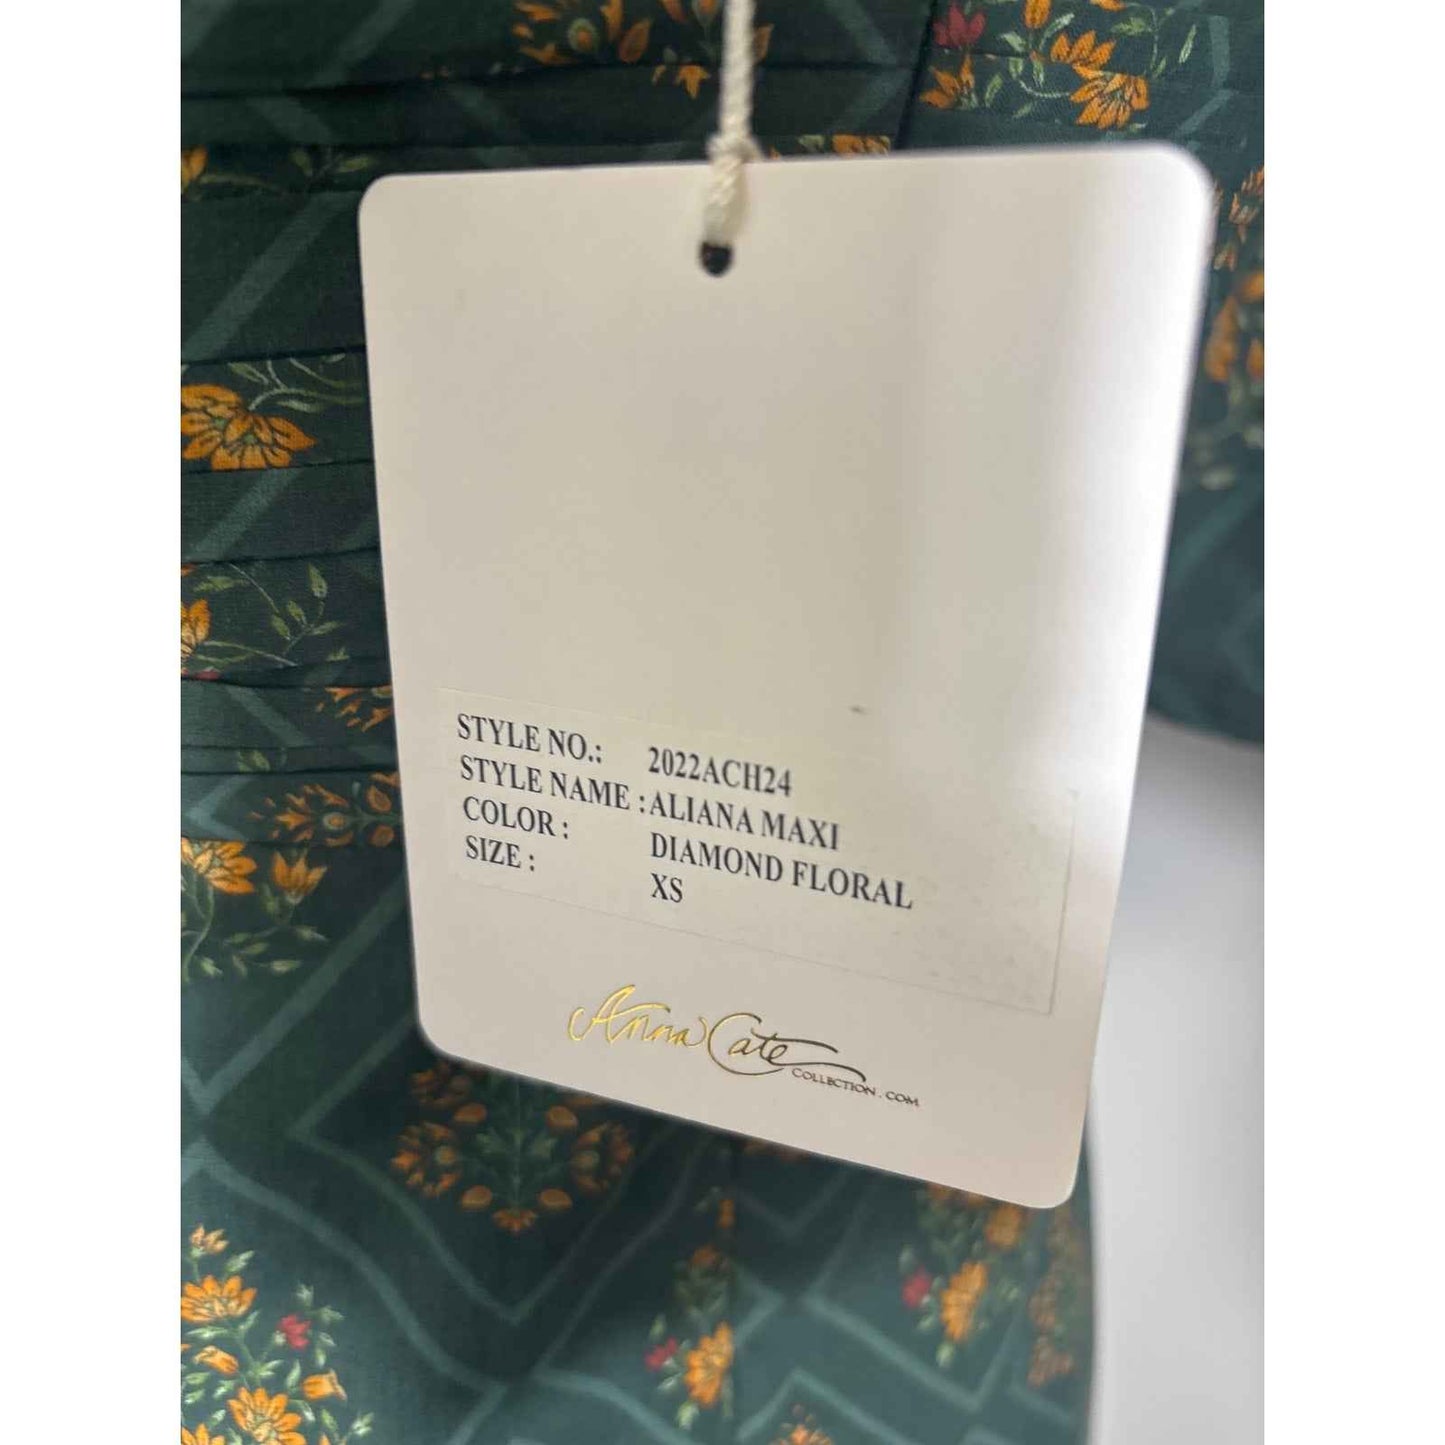 STYLE NO.: 2022ACH24
STYLE NAME : ALIANA MAXI
COLOR : DIAMOND FLORAL
SIZE : XS
Anna Cate
COLLECTION.COM